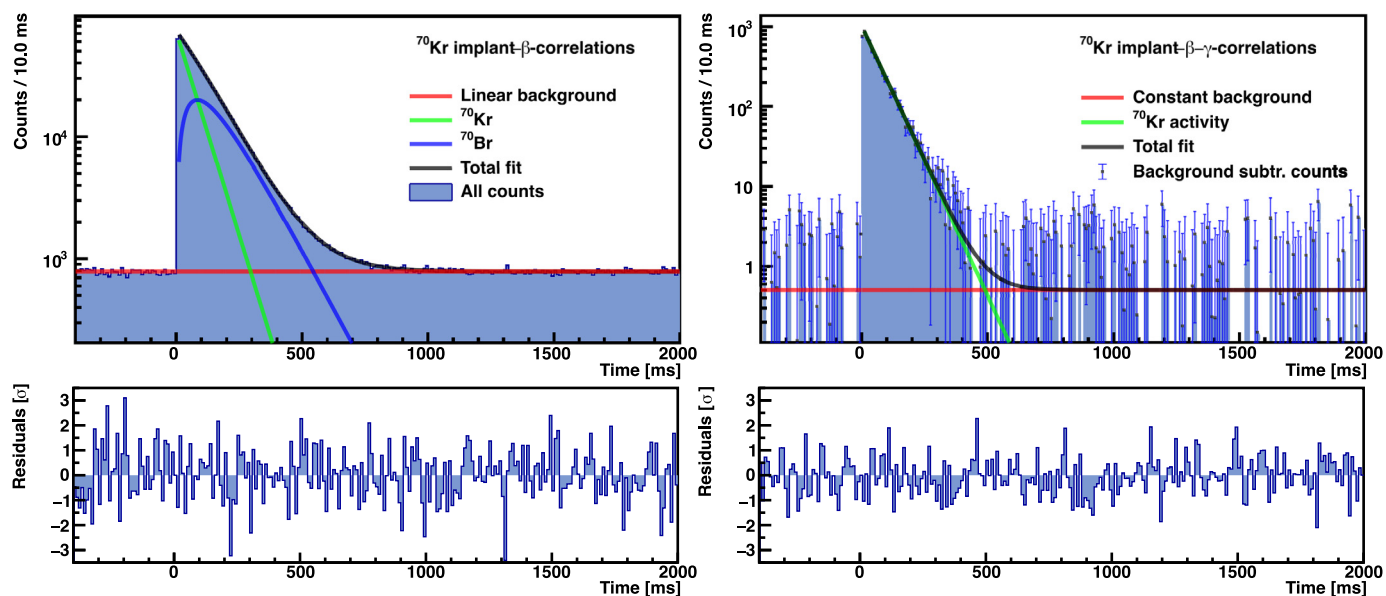 ⁷⁰Kr implant-β-correlations
Linear background
⁷⁰Kr
⁷⁰Br
Total fit
All counts
Counts / 10.0 ms
10⁴
10³
0 500 1000 1500 2000
Time [ms]
⁷⁰Kr implant-β-γ-correlations
Constant background
⁷⁰Kr activity
Total fit
Background subtr. counts
Counts / 10.0 ms
10³
10²
10
1
0 500 1000 1500 2000
Time [ms]
Residuals [σ]
3
2
1
0
−1
−2
−3
0 500 1000 1500 2000
Time [ms]
Residuals [σ]
3
2
1
0
−1
−2
−3
0 500 1000 1500 2000
Time [ms]